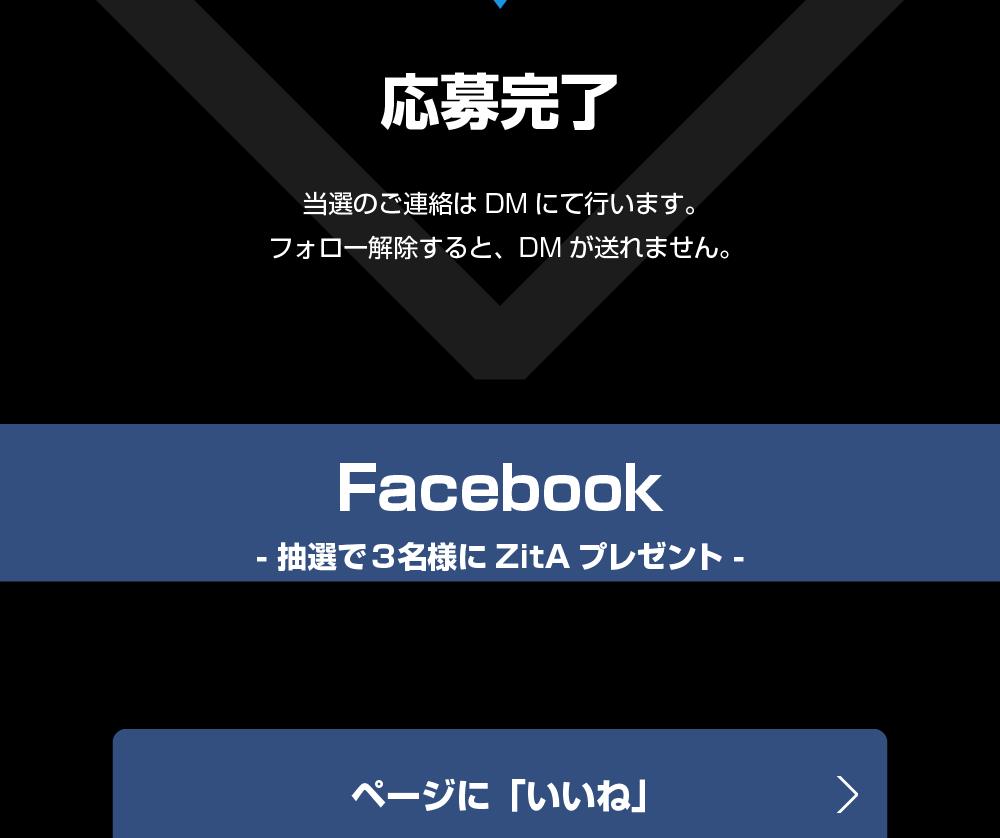 応募完了
当選のご連絡は DM にて行います。
フォロー解除すると、DM が送れません。
Facebook
- 抽選で3名様に ZitA プレゼント -
ページに「いいね」